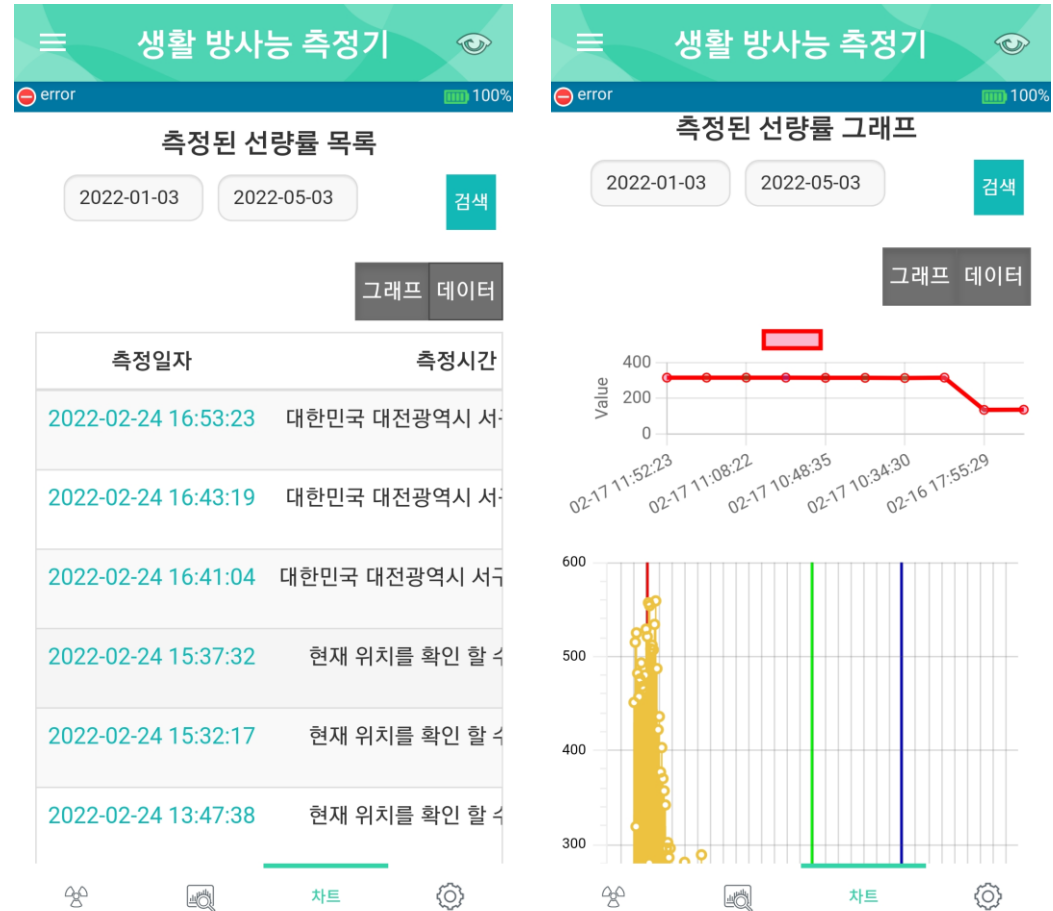 생활 방사능 측정기
error
100%
측정된 선량률 목록
2022-01-03
2022-05-03
검색
그래프
데이터
측정일자
측정시간
2022-02-24 16:53:23
대한민국 대전광역시 서
2022-02-24 16:43:19
대한민국 대전광역시 서
2022-02-24 16:41:04
대한민국 대전광역시 서구
2022-02-24 15:37:32
현재 위치를 확인 할
2022-02-24 15:32:17
현재 위치를 확인 할
2022-02-24 13:47:38
현재 위치를 확인 할
차트
생활 방사능 측정기
error
100%
측정된 선량률 그래프
2022-01-03
2022-05-03
검색
그래프
데이터
400
200
0
Value
02-17 11:52:23
02-17 11:08:22
02-17 10:48:35
02-17 10:34:30
02-16 17:55:29
600
500
400
300
차트